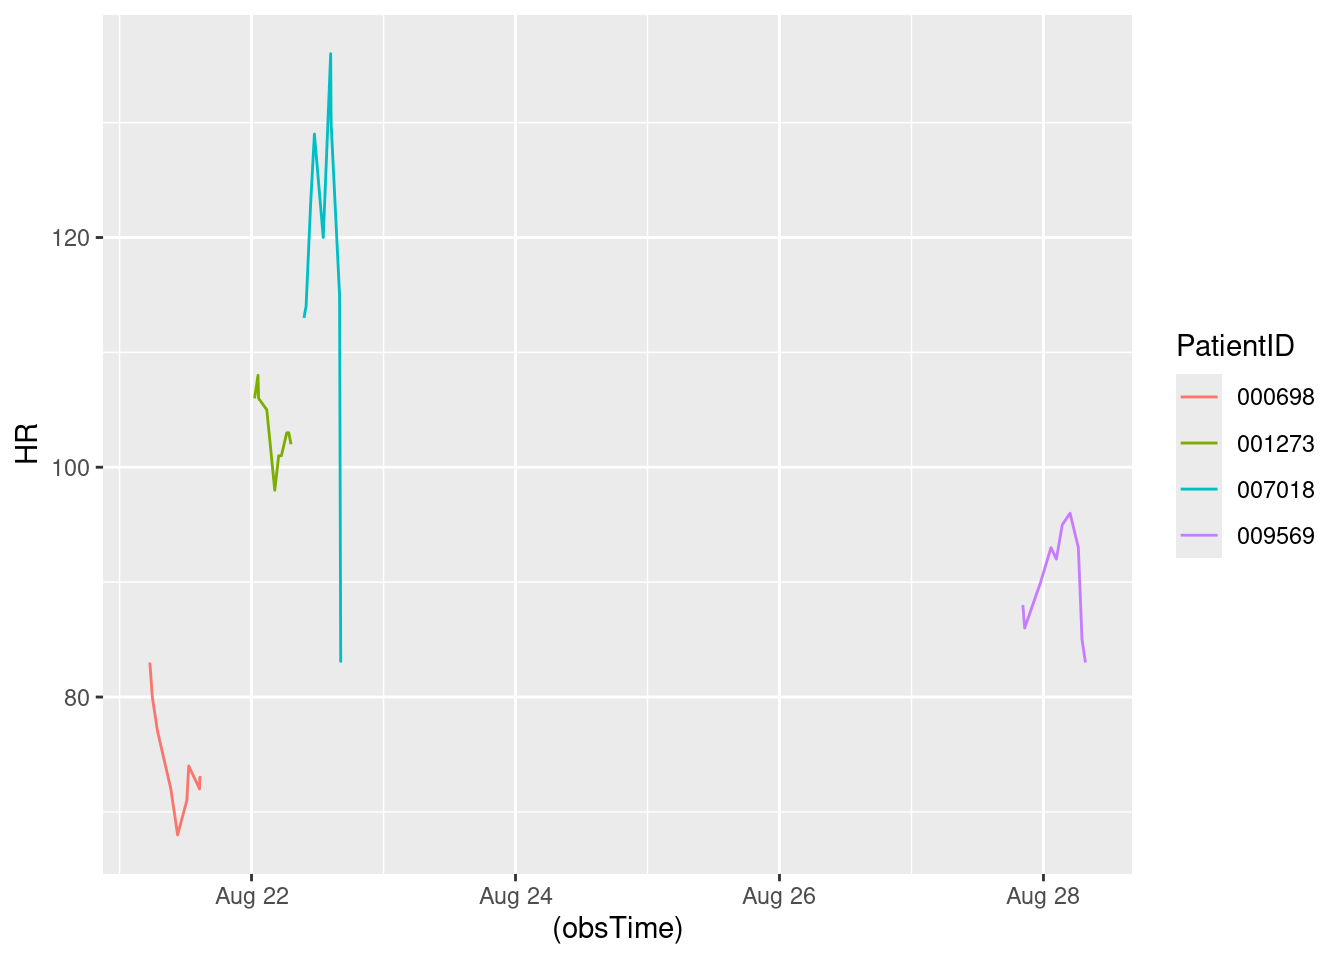 HR
120
100
80
Aug 22
Aug 24
Aug 26
Aug 28
(obsTime)
PatientID
000698
001273
007018
009569